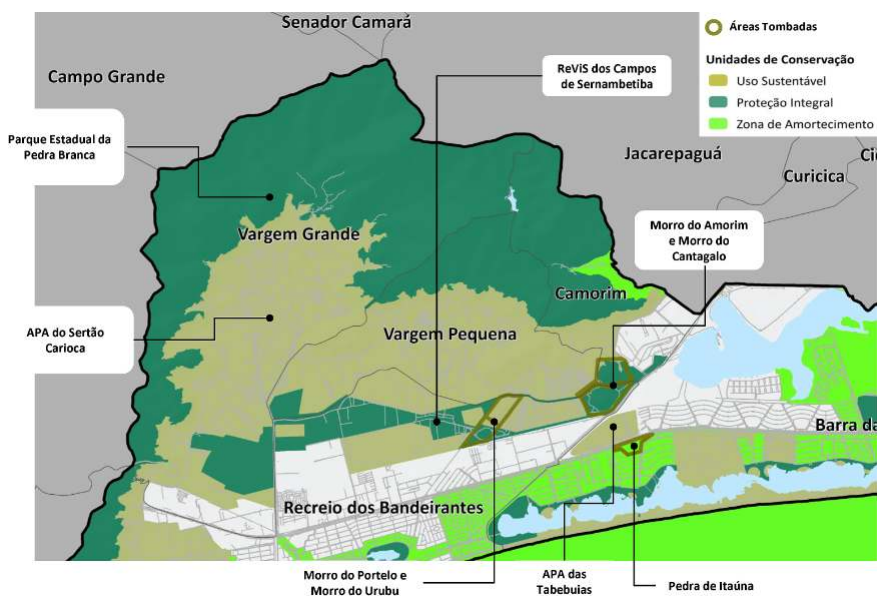 Senador Camará
Áreas Tombadas
Unidades de Conservação
Uso Sustentável
Proteção Integral
Zona de Amortecimento
Campo Grande
ReViS dos Campos
de Sernambetiba
Parque Estadual da
Pedra Branca
Jacarepaguá
Curicica
Morro do Amorim
e Morro do
Cantagalo
Vargem Grande
Camorim
APA do Sertão
Carioca
Vargem Pequena
Barra da
Recreio dos Bandeirantes
Morro do Portelo e
Morro do Urubu
APA das
Tabebuias
Pedra de Itaúna